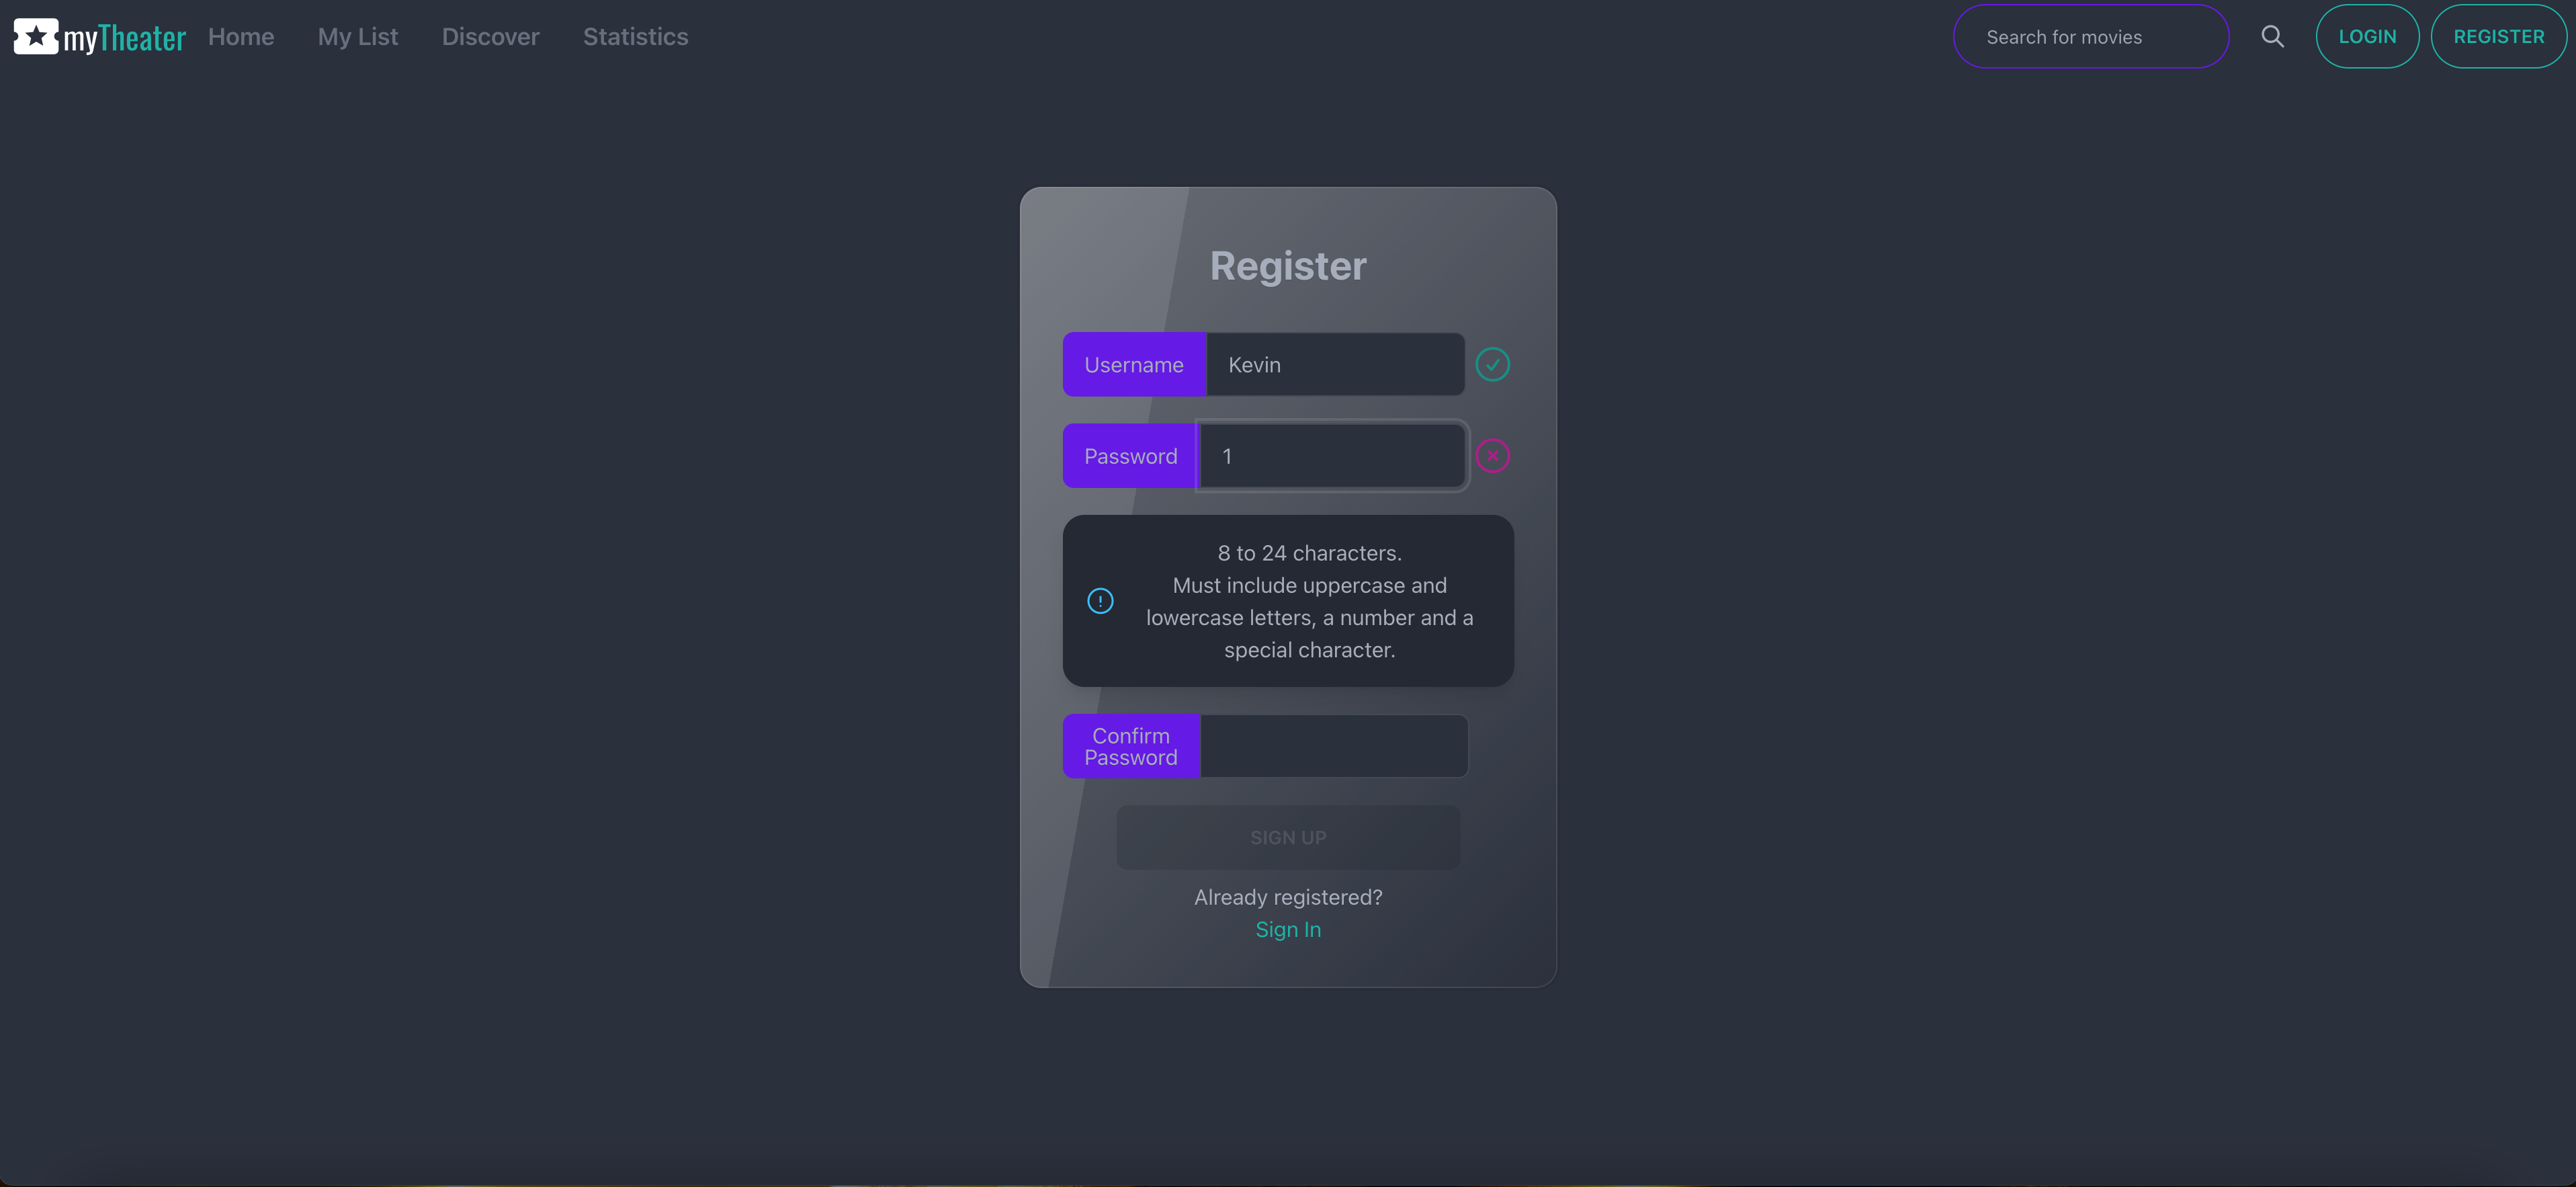 myTheater Home My List Discover Statistics Search for movies LOGIN REGISTER
Register
Username Kevin
Password 1
8 to 24 characters.
Must include uppercase and
lowercase letters, a number and a
special character.
Confirm
Password
SIGN UP
Already registered?
Sign In